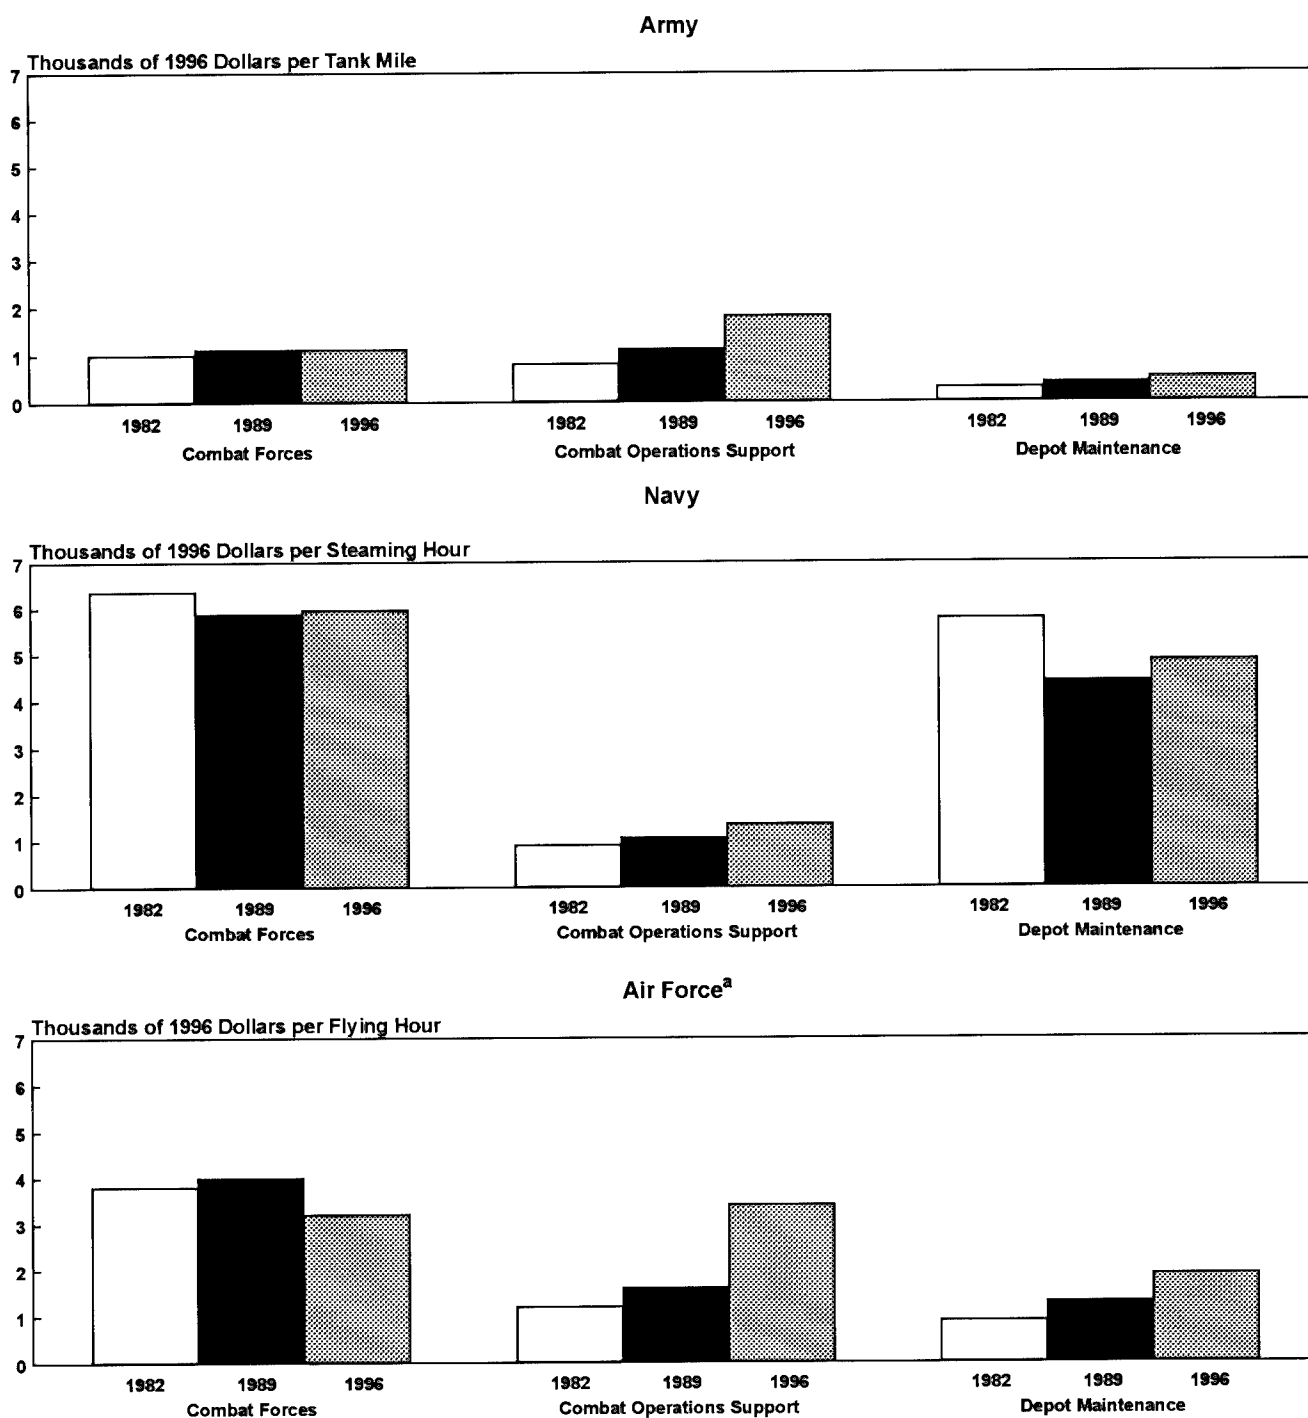 Army
Thousands of 1996 Dollars per Tank Mile
7
6
5
4
3
2
1
0
1982 1989 1996 1982 1989 1996 1982 1989 1996
Combat Forces Combat Operations Support Depot Maintenance
Navy
Thousands of 1996 Dollars per Steaming Hour
7
6
5
4
3
2
1
0
1982 1989 1996 1982 1989 1996 1982 1989 1996
Combat Forces Combat Operations Support Depot Maintenance
Air Force^a
Thousands of 1996 Dollars per Flying Hour
7
6
5
4
3
2
1
0
1982 1989 1996 1982 1989 1996 1982 1989 1996
Combat Forces Combat Operations Support Depot Maintenance